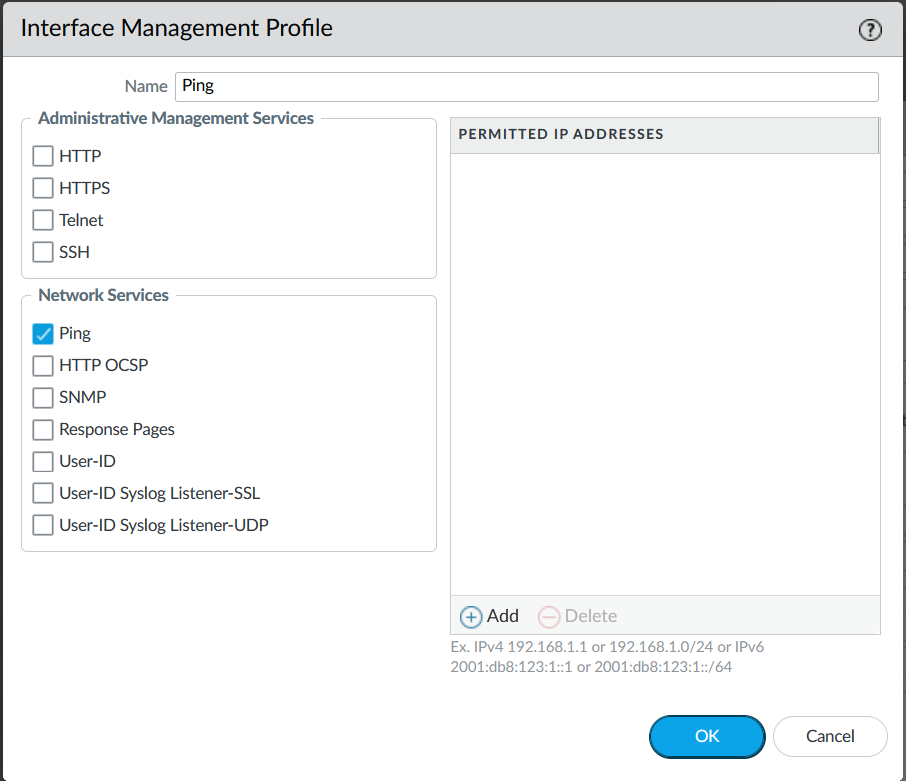 Interface Management Profile
?
Name Ping
Administrative Management Services
HTTP
HTTPS
Telnet
SSH
Network Services
Ping
HTTP OCSP
SNMP
Response Pages
User-ID
User-ID Syslog Listener-SSL
User-ID Syslog Listener-UDP
PERMITTED IP ADDRESSES
Add Delete
Ex. IPv4 192.168.1.1 or 192.168.1.0/24 or IPv6
2001:db8:123:1::1 or 2001:db8:123:1::/64
OK Cancel